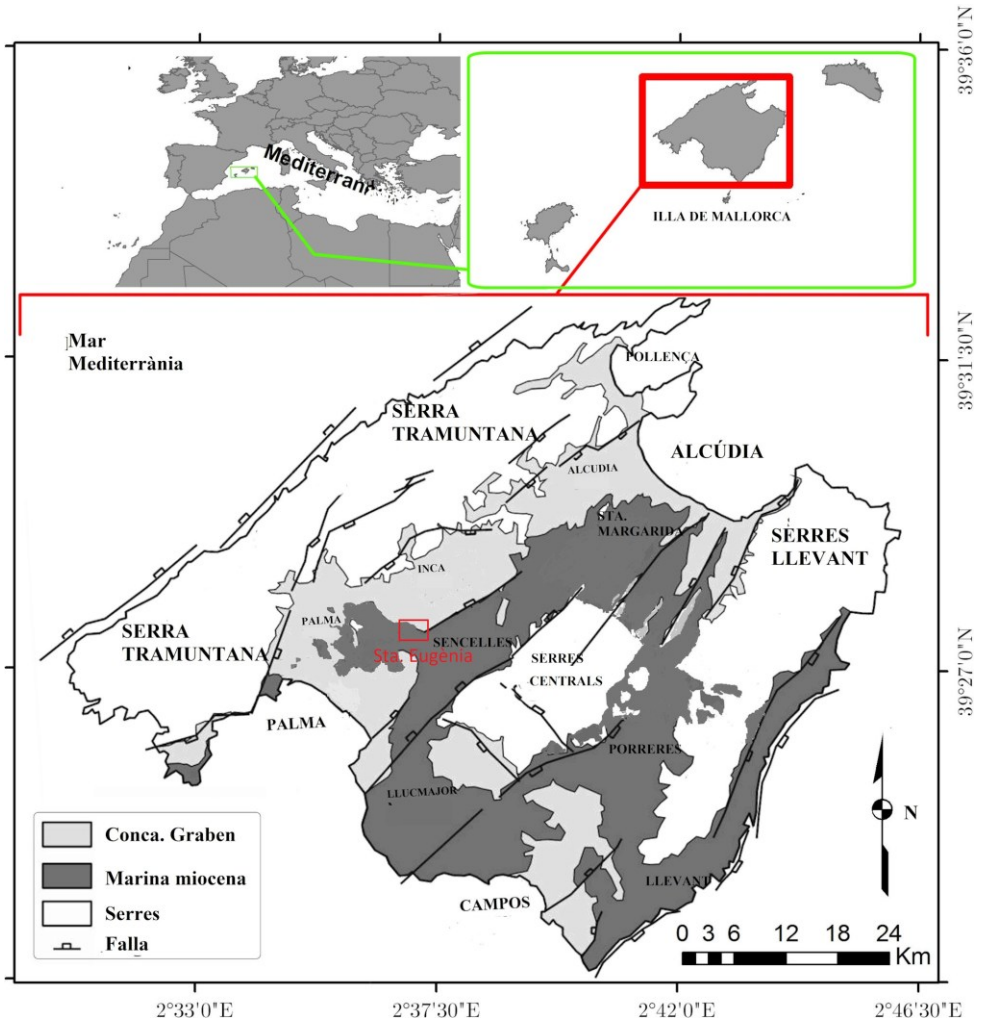 Mediterrani
ILLA DE MALLORCA
Mar
Mediterrània
POLLENÇA
SERRA
TRAMUNTANA
ALCÚDIA
ALCUDIA
STA.
MARGARIDA
SERRES
LLEVANT
INCA
PALMA
SERRA
TRAMUNTANA
SENCELLES
Sta. Eugènia
SERRES
CENTRALS
PALMA
PORRERES
LLUCMAJOR
LLEVANT
CAMPOS
N
Conca. Graben
Marina miocena
Serres
Falla
0 3 6 12 18 24
Km
39°31'30"N
39°27'0"N
2°33'0"E 2°37'30"E 2°42'0"E 2°46'30"E